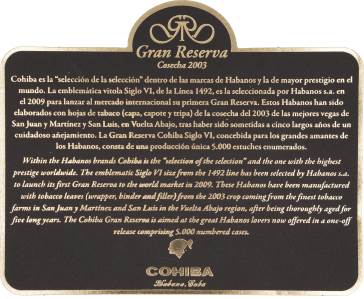 Gran Reserva
Cosecha 2003
Cohiba es la "selección de la selección" dentro de las marcas de Habanos y la de mayor prestigio en el
mundo. La emblemática vitola Siglo VI, de la Línea 1492, es la seleccionada por Habanos s.a. en
el 2009 para lanzar al mercado internacional su primera Gran Reserva. Estos Habanos han sido
elaborados con hojas de tabaco (capa, capote y tripa) de la cosecha del 2003 de las mejores vegas de
San Juan y Martínez y San Luis, en Vuelta Abajo, tras haber sido sometidas a cinco largos años de un
cuidadoso añejamiento. La Gran Reserva Cohiba Siglo VI, concebida para los grandes amantes de
los Habanos, consta de una producción única 5.000 estuches enumerados.
Within the Habanos brands Cohiba is the "selection of the selection" and the one with the highest
prestige worldwide. The emblematic Siglo VI size from the 1492 line has been selected by Habanos s.a.
to launch its first Gran Reserva to the world market in 2009. These Habanos have been manufactured
with tobacco leaves (wrapper, binder and filler) from the 2003 crop coming from the finest tobacco
farms in San Juan y Martínez and San Luis in the Vuelta Abajo region, after being thoroughly aged for
five long years. The Cohiba Gran Reserva is aimed at the great Habanos lovers now offered in a one-off
release comprising 5.000 numbered cases.
COHIBA
Habana, Cuba